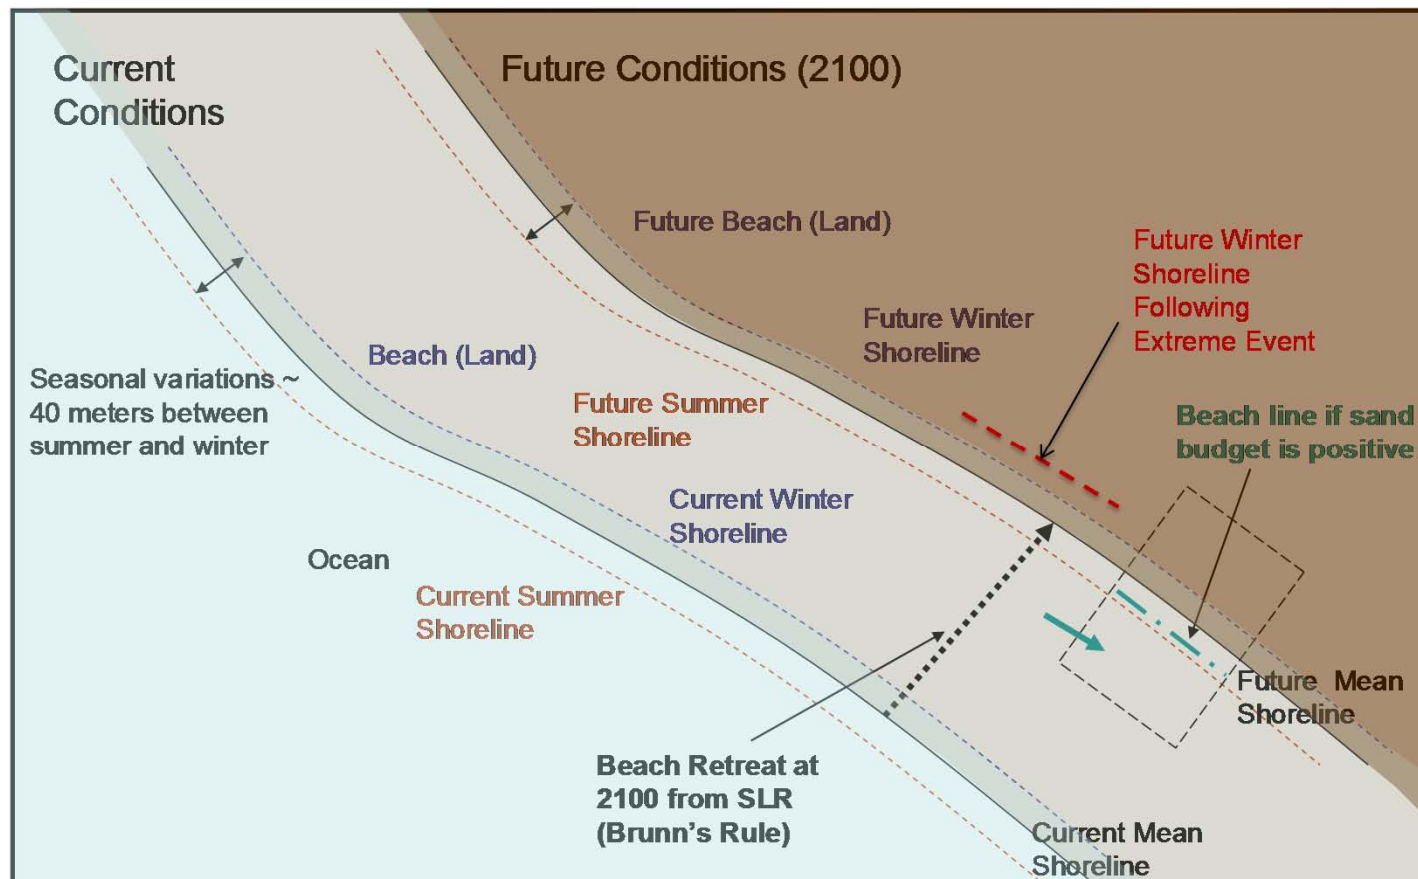 Current
Conditions
Future Conditions (2100)
Future Beach (Land)
Future Winter
Shoreline
Following
Extreme Event
Future Winter
Shoreline
Beach (Land)
Seasonal variations ~
40 meters between
summer and winter
Future Summer
Shoreline
Beach line if sand
budget is positive
Current Winter
Shoreline
Ocean
Current Summer
Shoreline
Future Mean
Shoreline
Beach Retreat at
2100 from SLR
(Brunn's Rule)
Current Mean
Shoreline